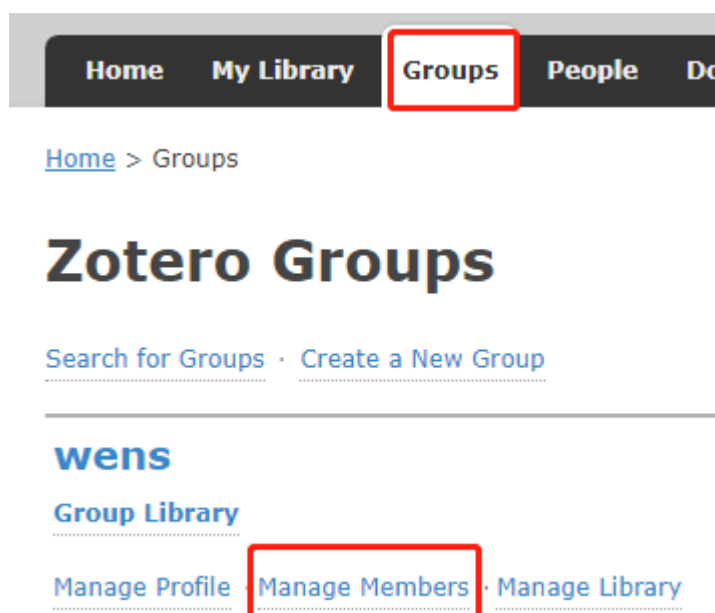 Home My Library Groups People Do
Home > Groups
Zotero Groups
Search for Groups · Create a New Group
wens
Group Library
Manage Profile · Manage Members · Manage Library